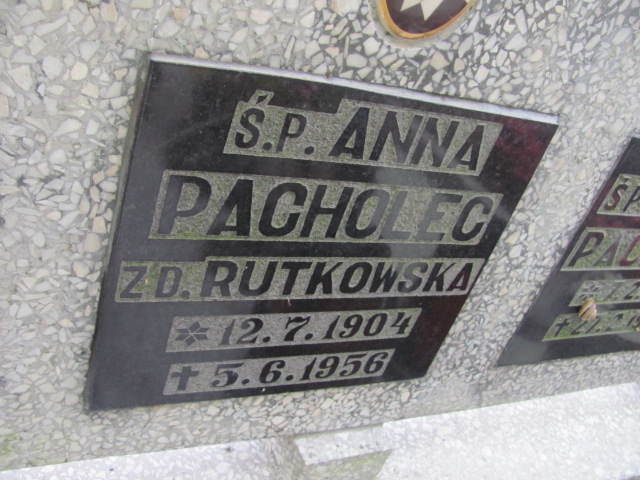 Ś.P. ANNA
PACHOLEC
ZD. RUTKOWSKA
* 12.7.1904
† 5.6.1956